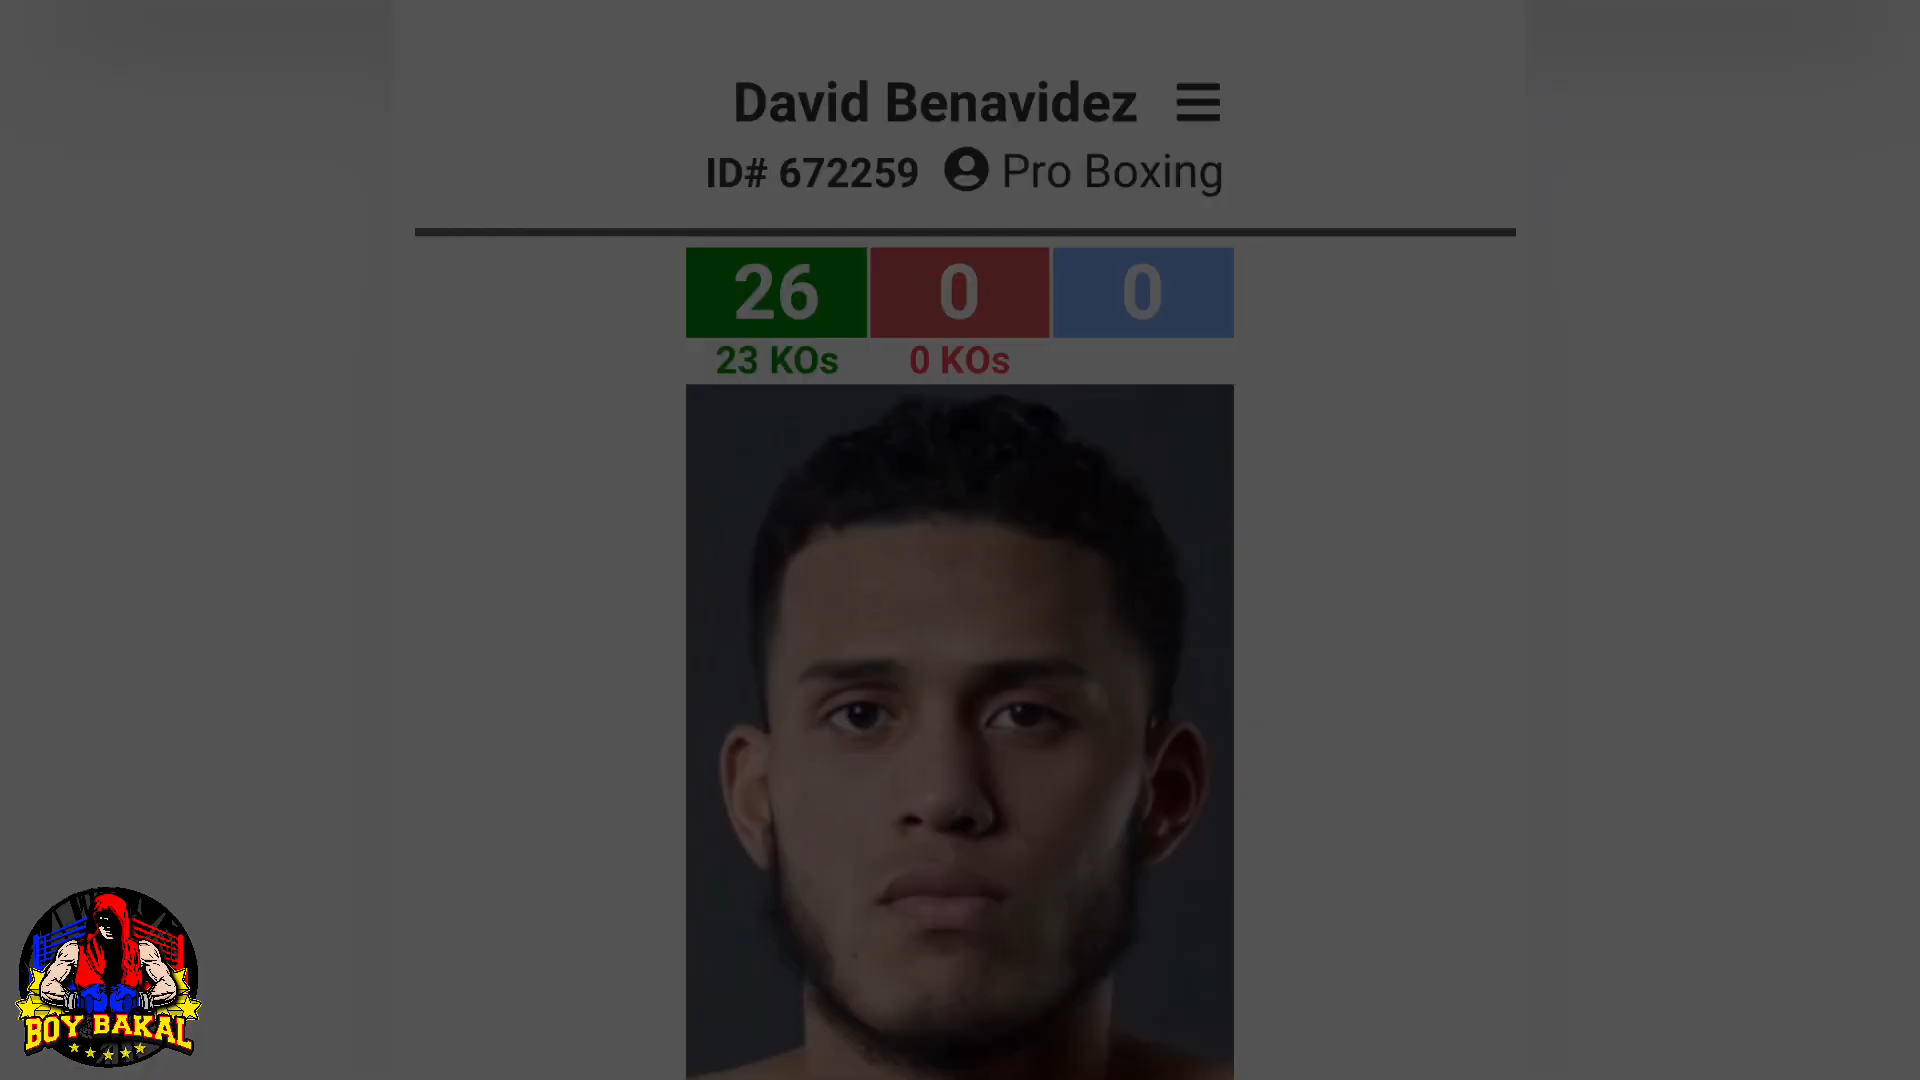 David Benavidez
ID# 672259 Pro Boxing
26 0 0
23 KOs 0 KOs
BOY BAKAL